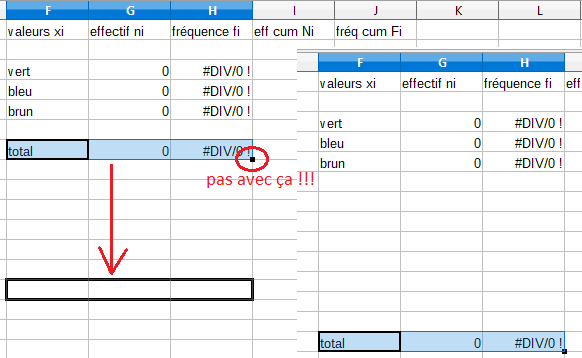 F G H I J K L
valeurs xi effectif ni fréquence fi eff cum Ni fréq cum Fi
vert 0 #DIV/0 !
bleu 0 #DIV/0 !
brun 0 #DIV/0 !
total 0 #DIV/0 !
pas avec ça !!!
F G H
valeurs xi effectif ni fréquence fi eff
vert 0 #DIV/0 !
bleu 0 #DIV/0 !
brun 0 #DIV/0 !
total 0 #DIV/0 !